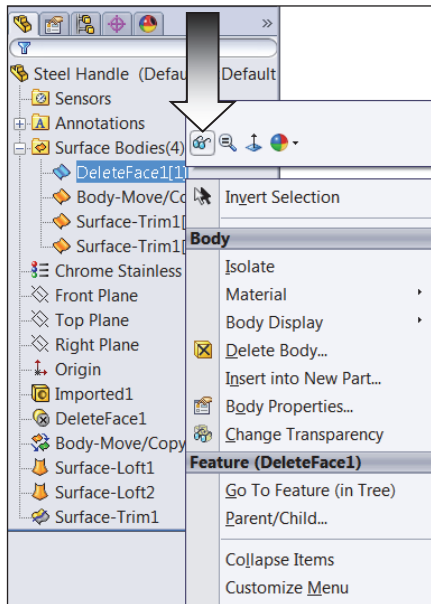 »
Steel Handle (Defau Default
Sensors
Annotations
Surface Bodies(4)
DeleteFace1[1]
Body-Move/Co
Surface-Trim1[
Surface-Trim1[
Chrome Stainless
Front Plane
Top Plane
Right Plane
Origin
Imported1
DeleteFace1
Body-Move/Copy
Surface-Loft1
Surface-Loft2
Surface-Trim1
Invert Selection
Body
Isolate
Material
Body Display
Delete Body...
Insert into New Part...
Body Properties...
Change Transparency
Feature (DeleteFace1)
Go To Feature (in Tree)
Parent/Child...
Collapse Items
Customize Menu